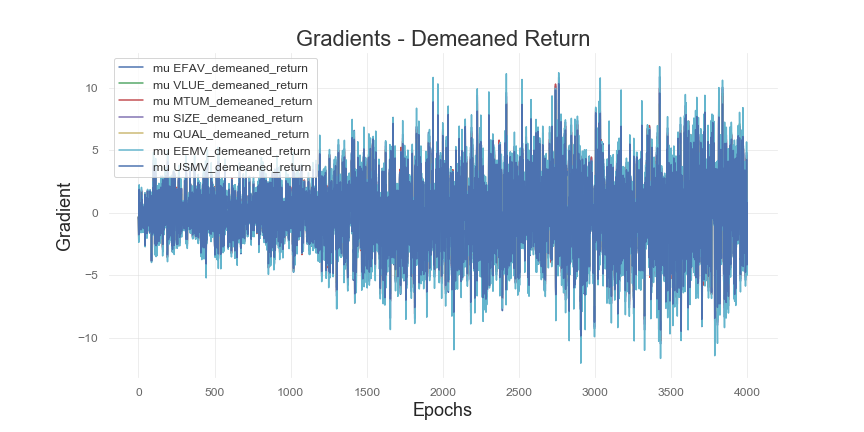 Gradients - Demeaned Return
mu EFAV_demeaned_return
mu VLUE_demeaned_return
mu MTUM_demeaned_return
mu SIZE_demeaned_return
mu QUAL_demeaned_return
mu EEMV_demeaned_return
mu USMV_demeaned_return
10
5
0
−5
−10
Gradient
0 500 1000 1500 2000 2500 3000 3500 4000
Epochs